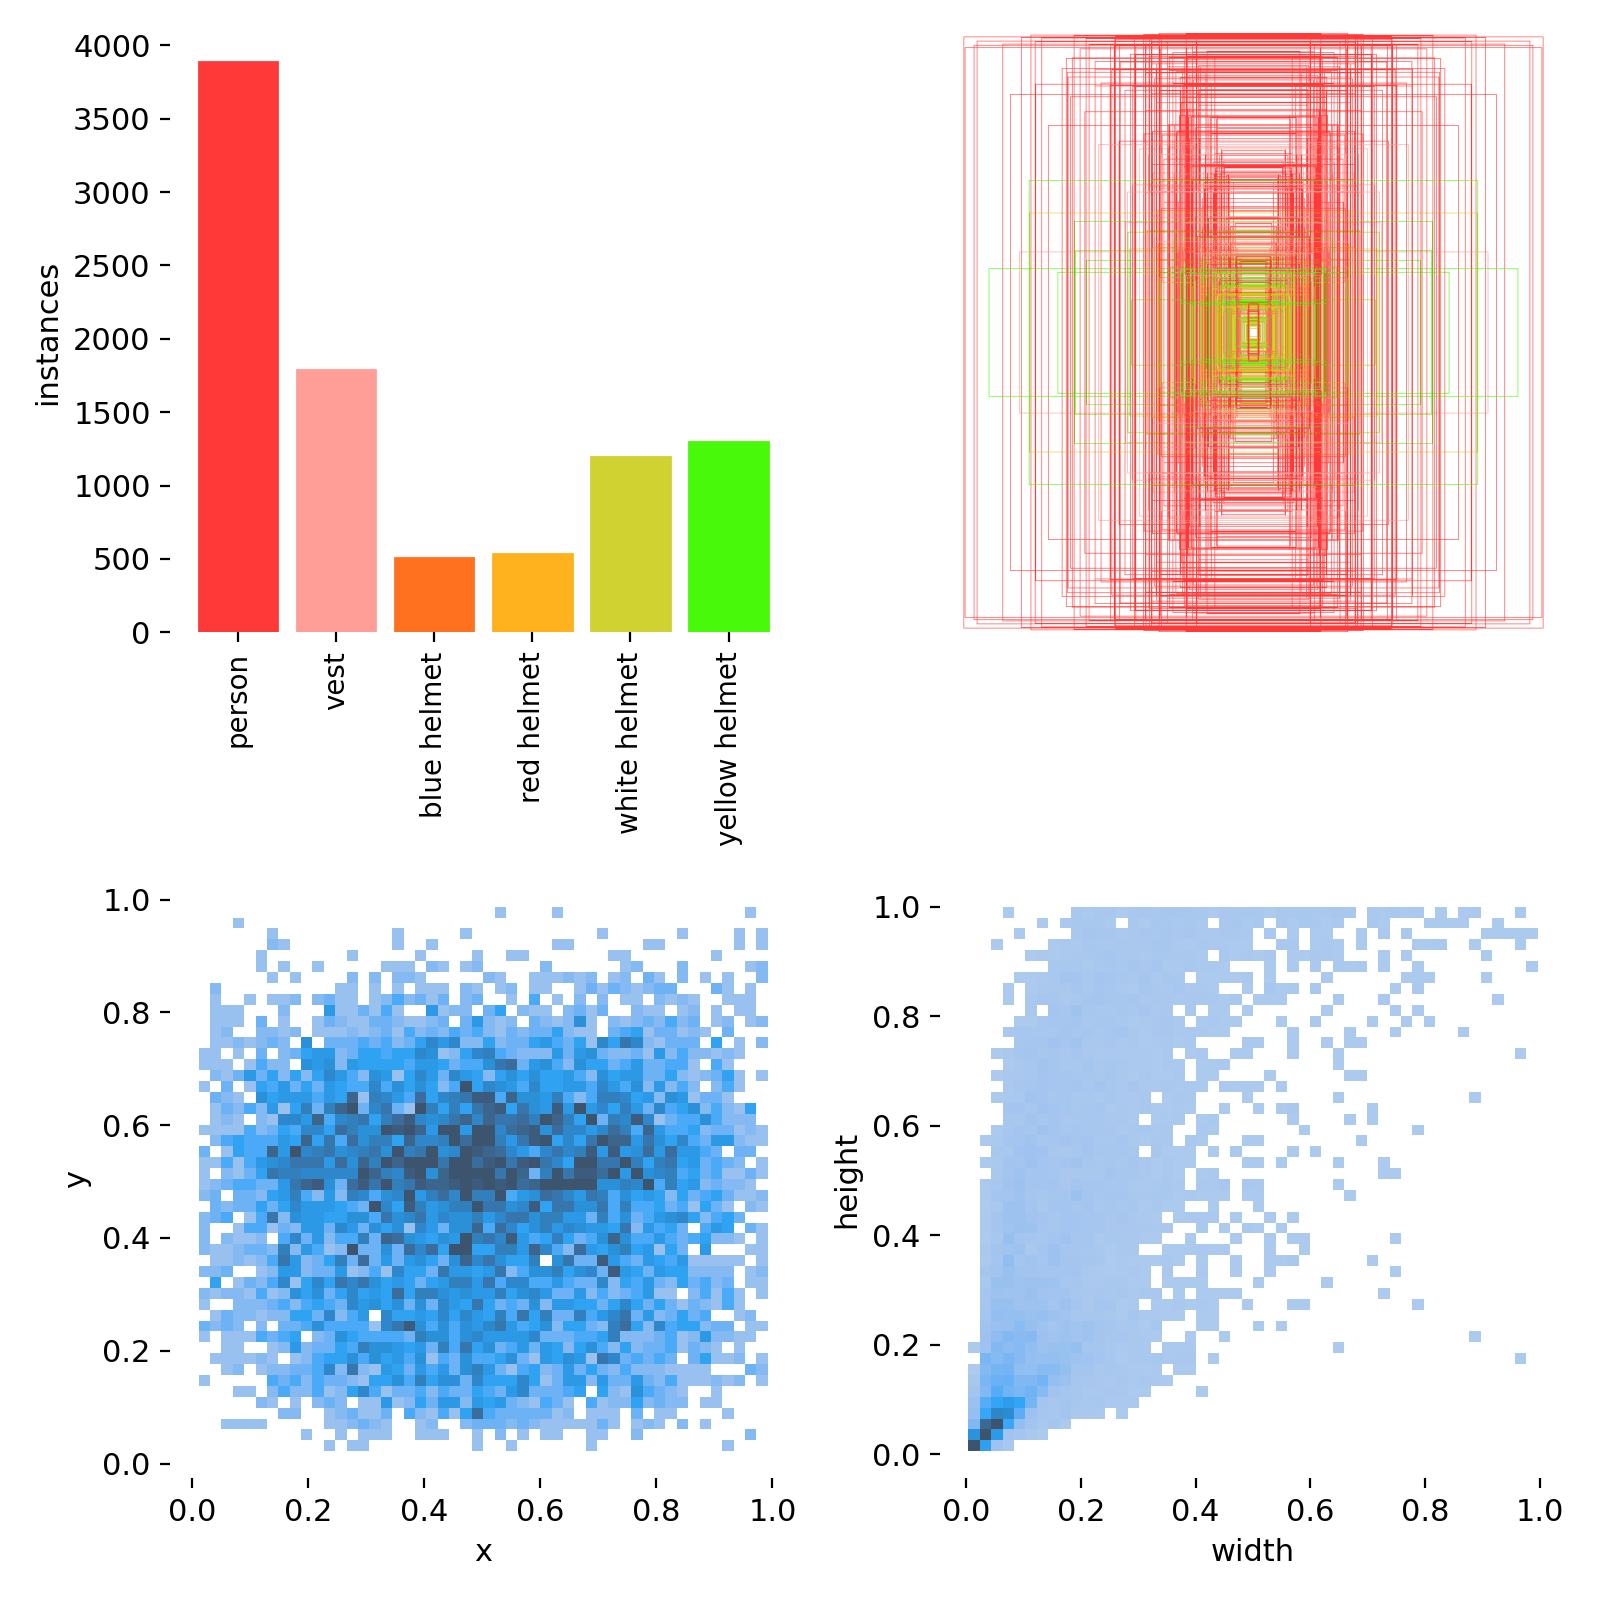 4000
3500
3000
2500
2000
1500
1000
500
0
instances
person
vest
blue helmet
red helmet
white helmet
yellow helmet
1.0
0.8
0.6
0.4
0.2
0.0
y
0.0 0.2 0.4 0.6 0.8 1.0
x
1.0
0.8
0.6
0.4
0.2
0.0
height
0.0 0.2 0.4 0.6 0.8 1.0
width